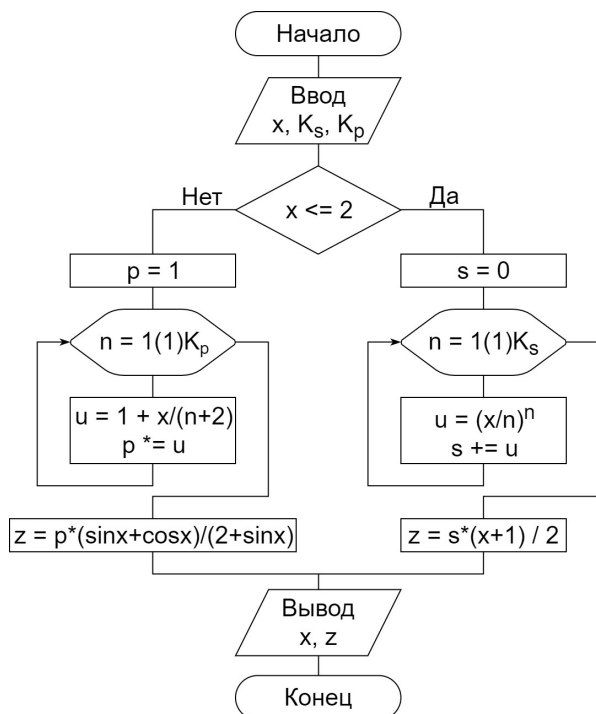 Начало
Ввод
x, Kₛ, Kₚ
Нет
x <= 2
Да
p = 1
s = 0
n = 1(1)Kₚ
n = 1(1)Kₛ
u = 1 + x/(n+2)
p *= u
u = (x/n)ⁿ
s += u
z = p*(sinx+cosx)/(2+sinx)
z = s*(x+1) / 2
Вывод
x, z
Конец